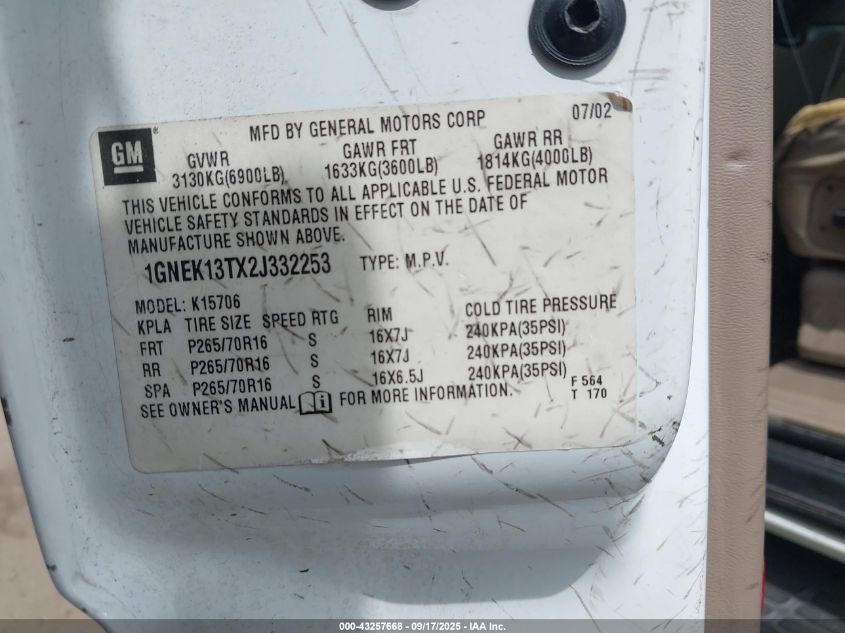 MFD BY GENERAL MOTORS CORP 07/02
GM
GVWR GAWR FRT GAWR RR
3130KG(6900LB) 1633KG(3600LB) 1814KG(4000LB)
THIS VEHICLE CONFORMS TO ALL APPLICABLE U.S. FEDERAL MOTOR
VEHICLE SAFETY STANDARDS IN EFFECT ON THE DATE OF
MANUFACTURE SHOWN ABOVE.
1GNEK13TX2J332253 TYPE: M.P.V.
MODEL: K15706
KPLA TIRE SIZE SPEED RTG RIM COLD TIRE PRESSURE
FRT P265/70R16 S 16X7J 240KPA(35PSI)
RR P265/70R16 S 16X7J 240KPA(35PSI)
SPA P265/70R16 S 16X6.5J 240KPA(35PSI)
SEE OWNER'S MANUAL FOR MORE INFORMATION.
F 564
T 170
000-43257668 - 09/17/2025 - IAA Inc.